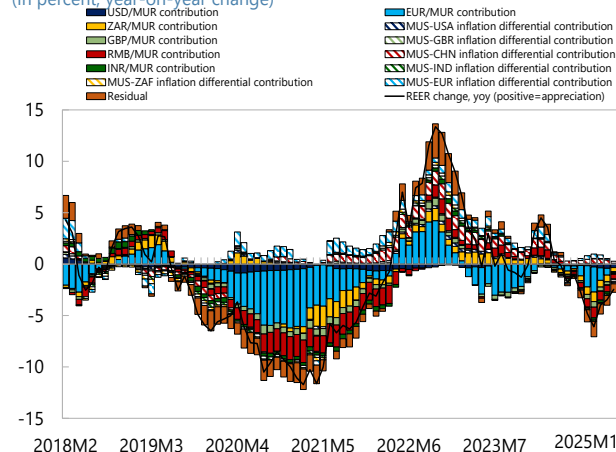 (in percent, year-on-year change)
USD/MUR contribution EUR/MUR contribution
ZAR/MUR contribution MUS-USA inflation differential contribution
GBP/MUR contribution MUS-GBR inflation differential contribution
RMB/MUR contribution MUS-CHN inflation differential contribution
INR/MUR contribution MUS-IND inflation differential contribution
MUS-ZAF inflation differential contribution MUS-EUR inflation differential contribution
Residual REER change, yoy (positive=appreciation)
15
10
5
0
-5
-10
-15
2018M2 2019M3 2020M4 2021M5 2022M6 2023M7 2025M1